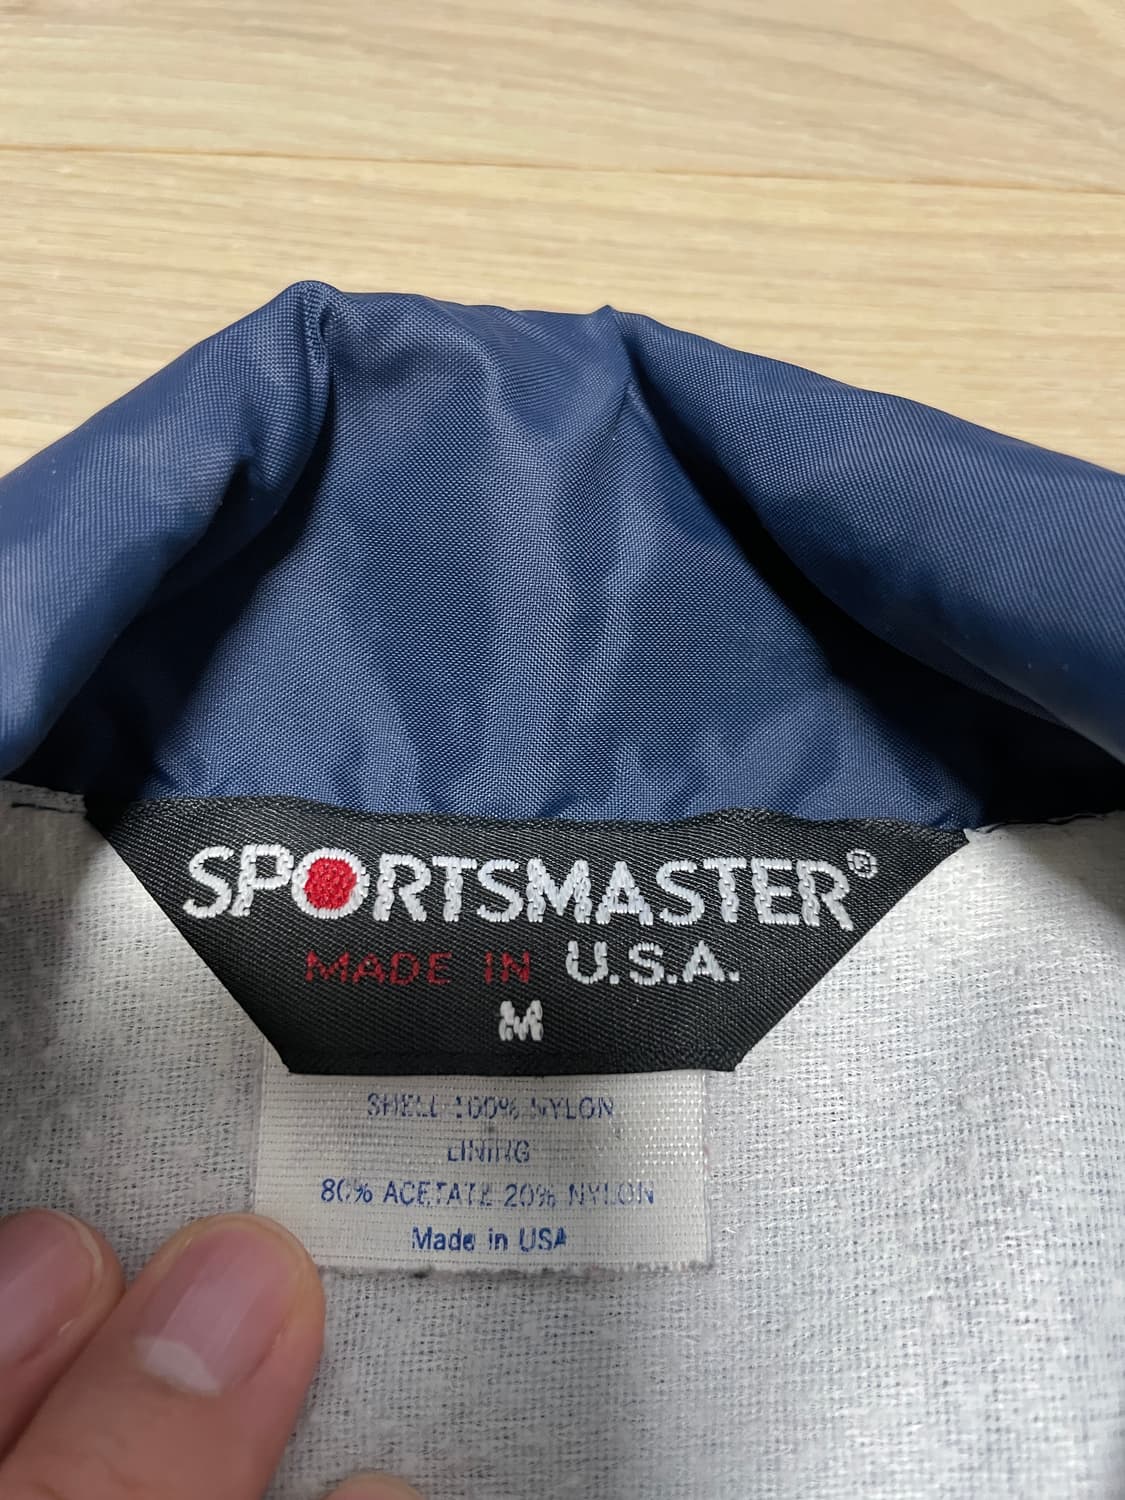 SPORTSMASTER®
MADE IN U.S.A.
M
SHELL 100% NYLON
LINING
80% ACETATE 20% NYLON
Made in USA